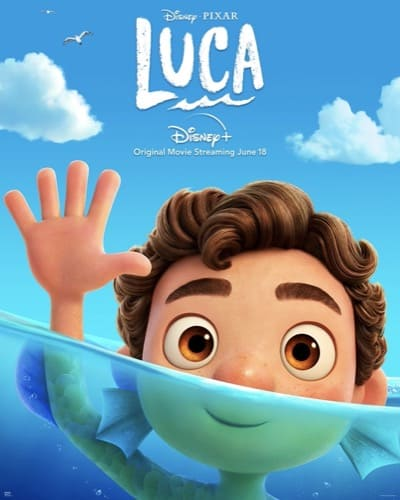 Disney · PIXAR
LUCA
Disney+
Original Movie Streaming June 18